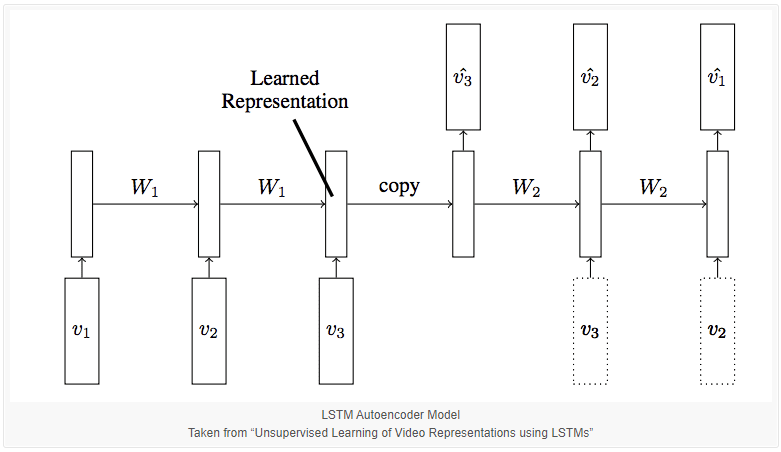 Learned
Representation
v̂₃
v̂₂
v̂₁
W₁
W₁
copy
W₂
W₂
v₁
v₂
v₃
v₃
v₂
LSTM Autoencoder Model
Taken from “Unsupervised Learning of Video Representations using LSTMs”